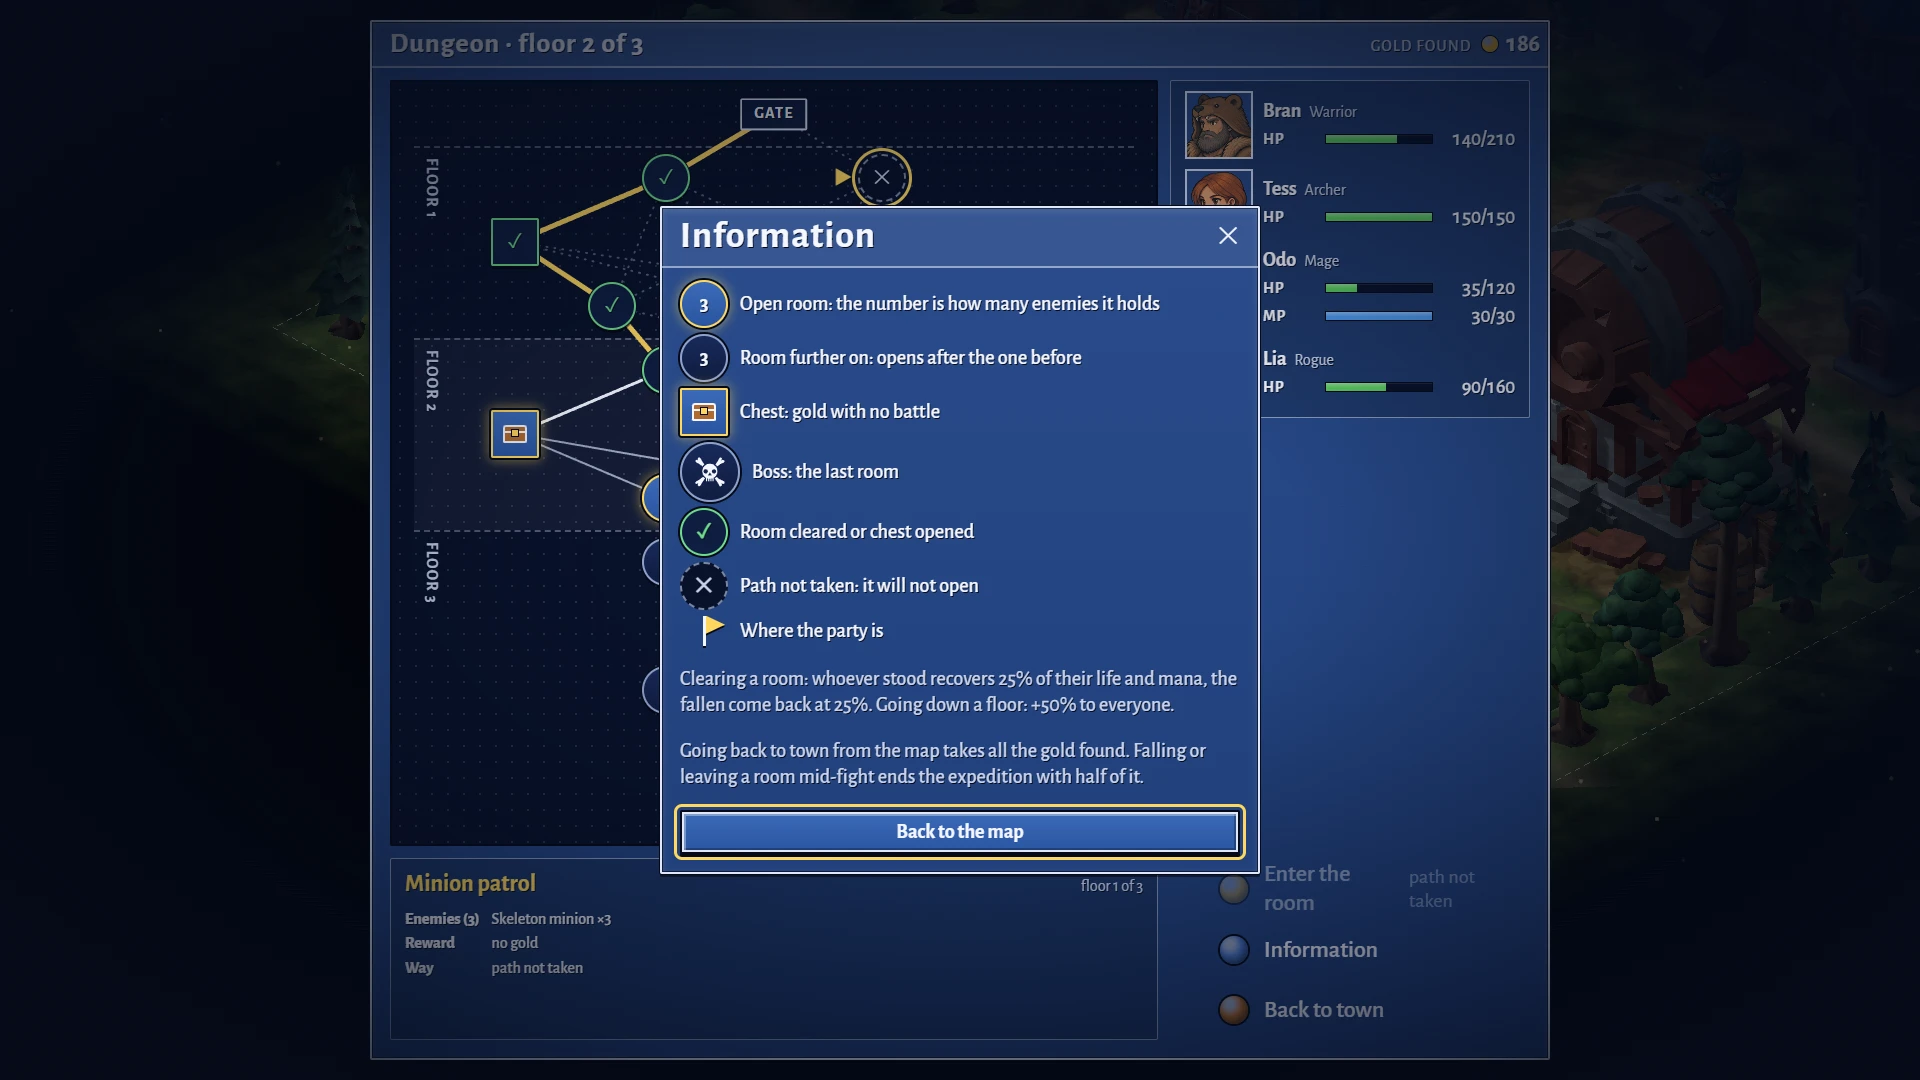 Dungeon · floor 2 of 3
GOLD FOUND 186
GATE
FLOOR 1
FLOOR 2
FLOOR 3
Bran Warrior
HP 140/210
Tess Archer
HP 150/150
Odo Mage
HP 35/120
MP 30/30
Lia Rogue
HP 90/160
Information
3 Open room: the number is how many enemies it holds
3 Room further on: opens after the one before
Chest: gold with no battle
Boss: the last room
Room cleared or chest opened
Path not taken: it will not open
Where the party is
Clearing a room: whoever stood recovers 25% of their life and mana, the
fallen come back at 25%. Going down a floor: +50% to everyone.
Going back to town from the map takes all the gold found. Falling or
leaving a room mid-fight ends the expedition with half of it.
Back to the map
Minion patrol
floor 1 of 3
Enemies (3) Skeleton minion ×3
Reward no gold
Way path not taken
Enter the
room
path not
taken
Information
Back to town